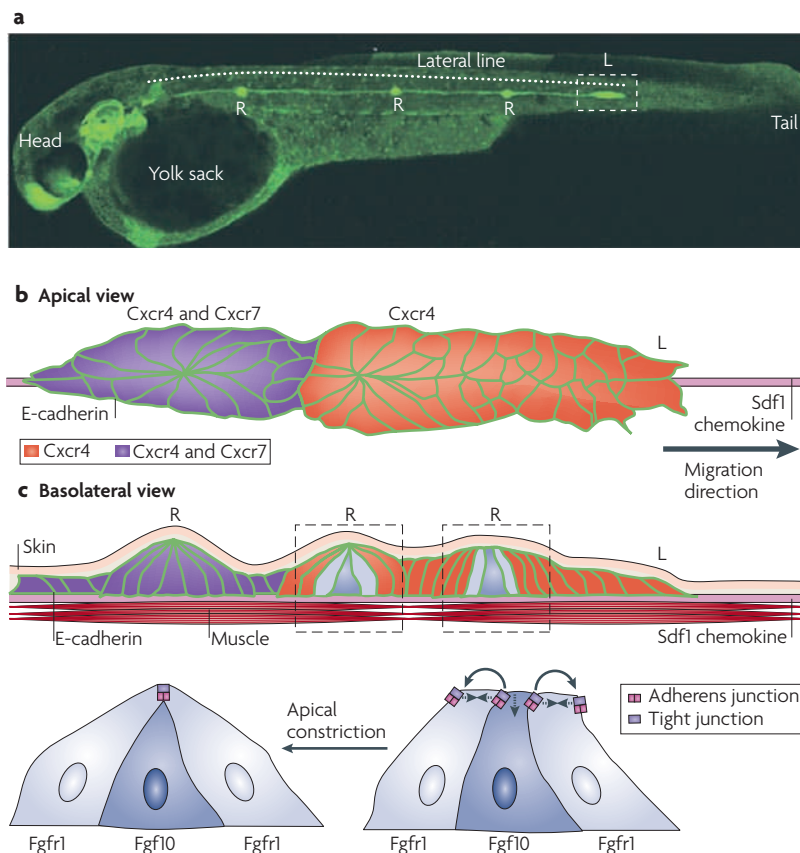 a
Lateral line
L
R
R
R
Head
Yolk sack
Tail
b Apical view
Cxcr4 and Cxcr7
Cxcr4
L
E-cadherin
Sdf1
chemokine
Cxcr4
Cxcr4 and Cxcr7
Migration
direction
c Basolateral view
R
R
R
Skin
L
E-cadherin
Muscle
Sdf1 chemokine
Apical
constriction
Adherens junction
Tight junction
Fgfr1
Fgf10
Fgfr1
Fgfr1
Fgf10
Fgfr1